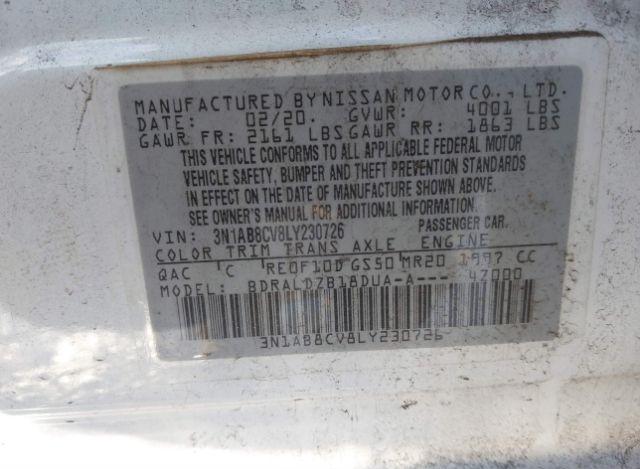 MANUFACTURED BY NISSAN MOTOR CO., LTD.
DATE: 02/20. GVWR: 4001 LBS
GAWR FR: 2161 LBS GAWR RR: 1863 LBS
THIS VEHICLE CONFORMS TO ALL APPLICABLE FEDERAL MOTOR
VEHICLE SAFETY, BUMPER AND THEFT PREVENTION STANDARDS
IN EFFECT ON THE DATE OF MANUFACTURE SHOWN ABOVE.
SEE OWNER'S MANUAL FOR ADDITIONAL INFORMATION.
VIN: 3N1AB8CV8LY230726 PASSENGER CAR.
COLOR TRIM TRANS AXLE ENGINE
QAC C RE0F10D GS50 MR20 1997 CC
MODEL: BDRALDZB18DUA-A--- 47000
3N1AB8CV8LY230726